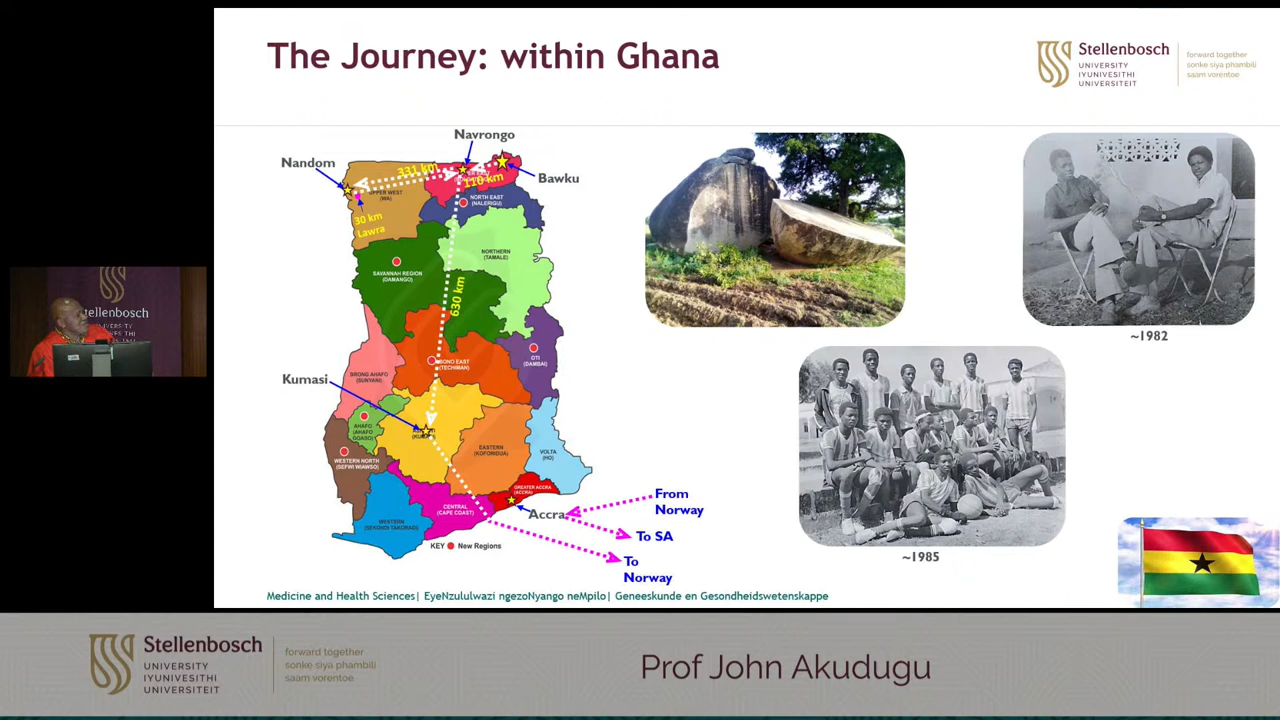 The Journey: within Ghana
Stellenbosch
UNIVERSITY
IYUNIVESITHI
UNIVERSITEIT
forward together
sonke siya phambili
saam vorentoe
Navrongo
Nandom
Bawku
331 km
110 km
UPPER WEST
(WA)
NORTH EAST
(NALERIGU)
30 km
Lawra
NORTHERN
(TAMALE)
SAVANNAH REGION
(DAMANGO)
630 km
~1982
OTI
(DAMBAI)
BONO EAST
(TECHIMAN)
BRONG AHAFO
(SUNYANI)
Kumasi
AHAFO
(AHAFO
GOASO)
EASTERN
(KOFORIDUA)
VOLTA
(HO)
WESTERN NORTH
(SEFWI WIAWSO)
GREATER ACCRA
(ACCRA)
CENTRAL
(CAPE COAST)
WESTERN
(SEKONDI TAKORADI)
Accra
From
Norway
To SA
To
Norway
KEY New Regions
~1985
Medicine and Health Sciences| EyeNzululwazi ngezoNyango neMpilo| Geneeskunde en Gesondheidswetenskappe
Stellenbosch
UNIVERSITY
IYUNIVESITHI
UNIVERSITEIT
forward together
sonke siya phambili
saam vorentoe
Prof John Akudugu